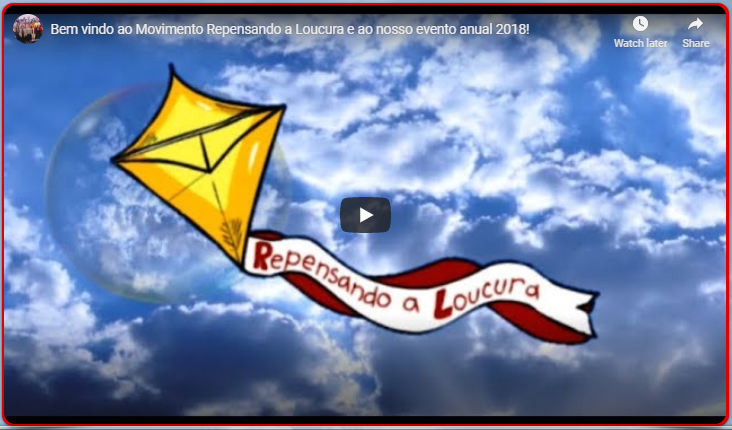 Bem vindo ao Movimento Repensando a Loucura e ao nosso evento anual 2018!
Watch later
Share
Repensando a Loucura